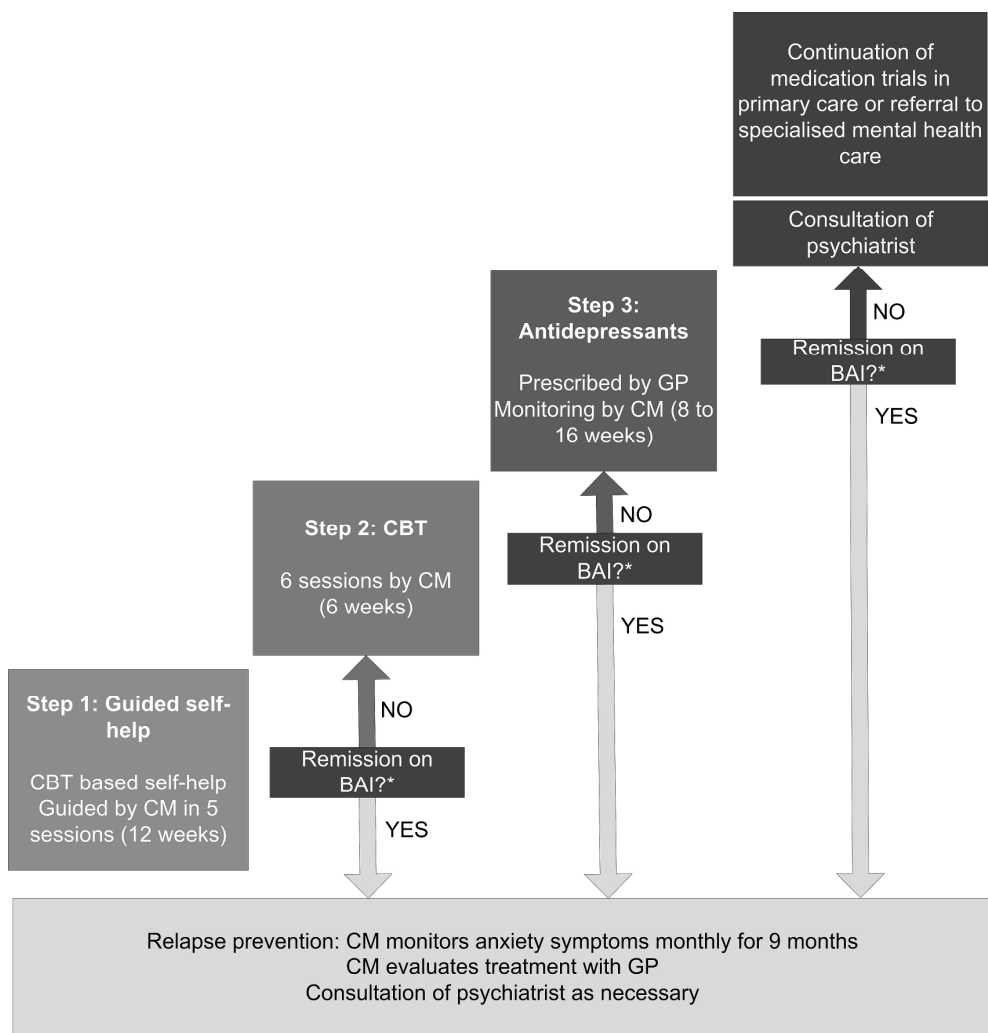 Continuation of
medication trials in
primary care or referral to
specialised mental health
care
Consultation of
psychiatrist
NO
Remission on
BAI?*
YES
Step 3:
Antidepressants
Prescribed by GP
Monitoring by CM (8 to
16 weeks)
NO
Remission on
BAI?*
YES
Step 2: CBT
6 sessions by CM
(6 weeks)
NO
Remission on
BAI?*
YES
Step 1: Guided self-
help
CBT based self-help
Guided by CM in 5
sessions (12 weeks)
Relapse prevention: CM monitors anxiety symptoms monthly for 9 months
CM evaluates treatment with GP
Consultation of psychiatrist as necessary